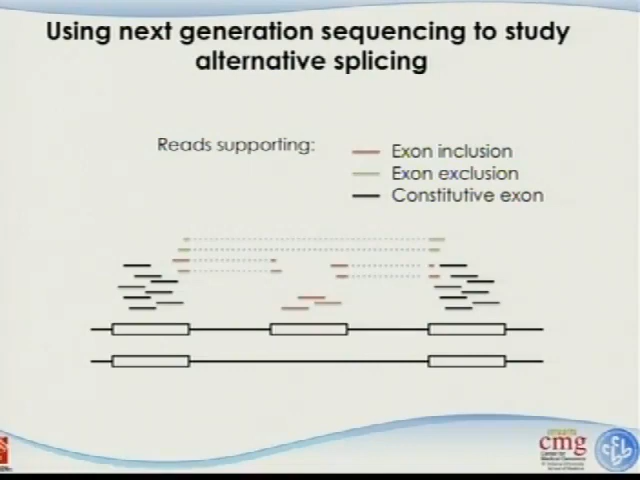 Using next generation sequencing to study
alternative splicing
Reads supporting:
Exon inclusion
Exon exclusion
Constitutive exon
cmg